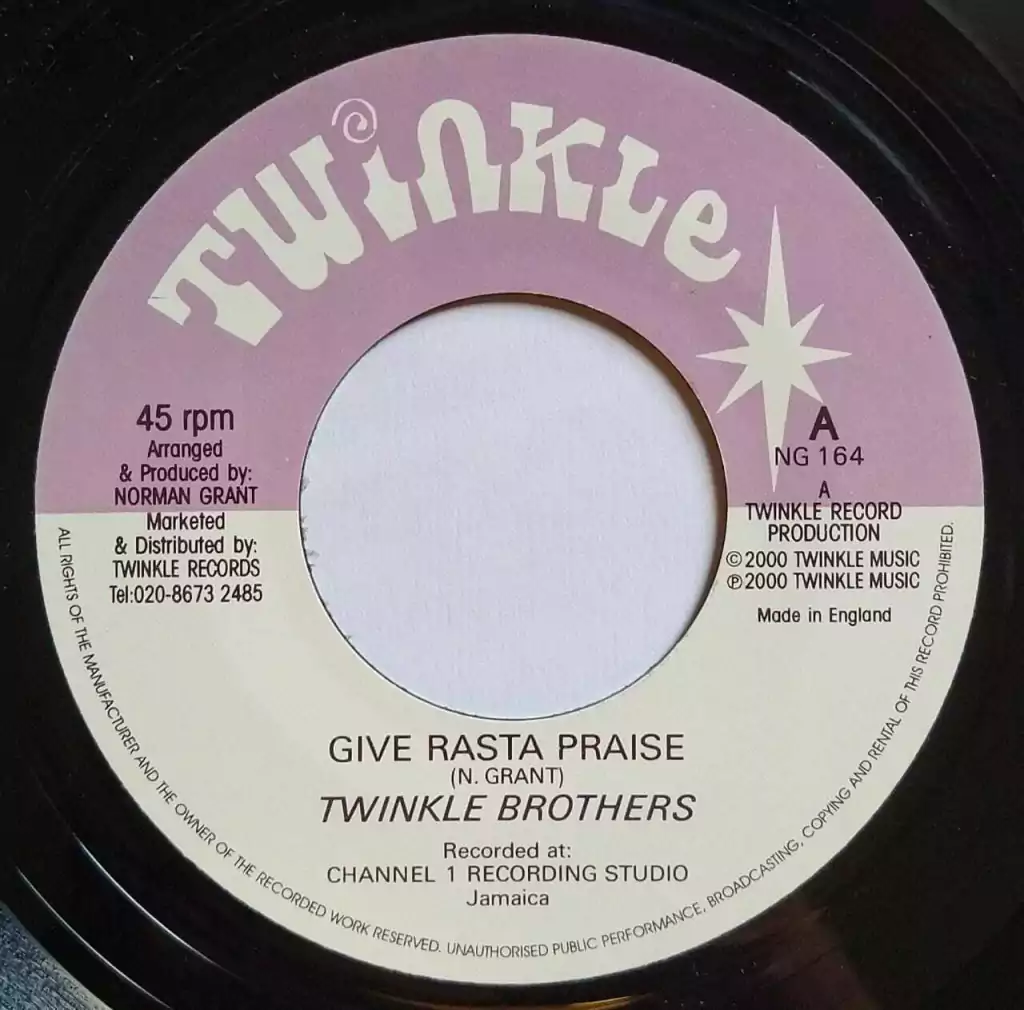 Twinkle
45 rpm
Arranged
& Produced by:
NORMAN GRANT
Marketed
& Distributed by:
TWINKLE RECORDS
Tel:020-8673 2485
A
NG 164
A
TWINKLE RECORD
PRODUCTION
©2000 TWINKLE MUSIC
℗2000 TWINKLE MUSIC
Made in England
GIVE RASTA PRAISE
(N. GRANT)
TWINKLE BROTHERS
Recorded at:
CHANNEL 1 RECORDING STUDIO
Jamaica
ALL RIGHTS OF THE MANUFACTURER AND THE OWNER OF THE RECORDED WORK RESERVED. UNAUTHORISED PUBLIC PERFORMANCE, BROADCASTING, COPYING AND RENTAL OF THIS RECORD PROHIBITED.